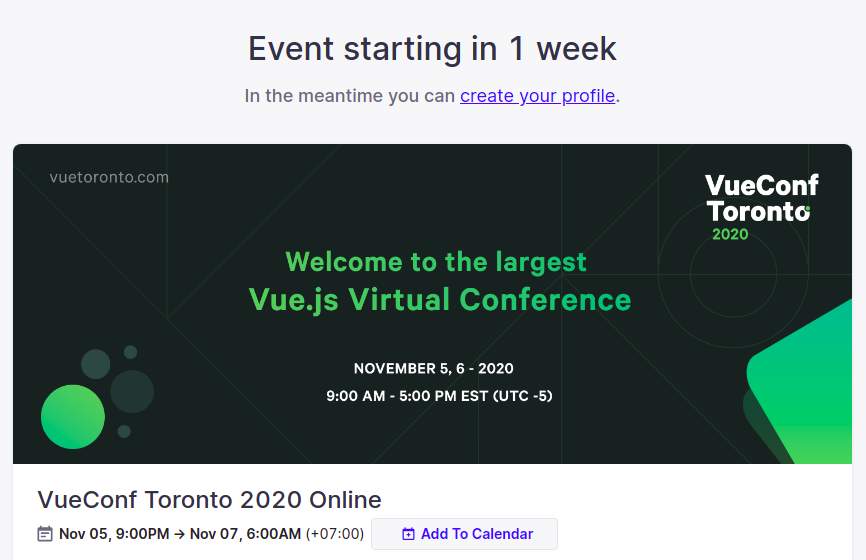 Event starting in 1 week
In the meantime you can create your profile.
vuetoronto.com
VueConf
Toronto
2020
Welcome to the largest
Vue.js Virtual Conference
NOVEMBER 5, 6 - 2020
9:00 AM - 5:00 PM EST (UTC -5)
VueConf Toronto 2020 Online
Nov 05, 9:00PM → Nov 07, 6:00AM (+07:00) Add To Calendar